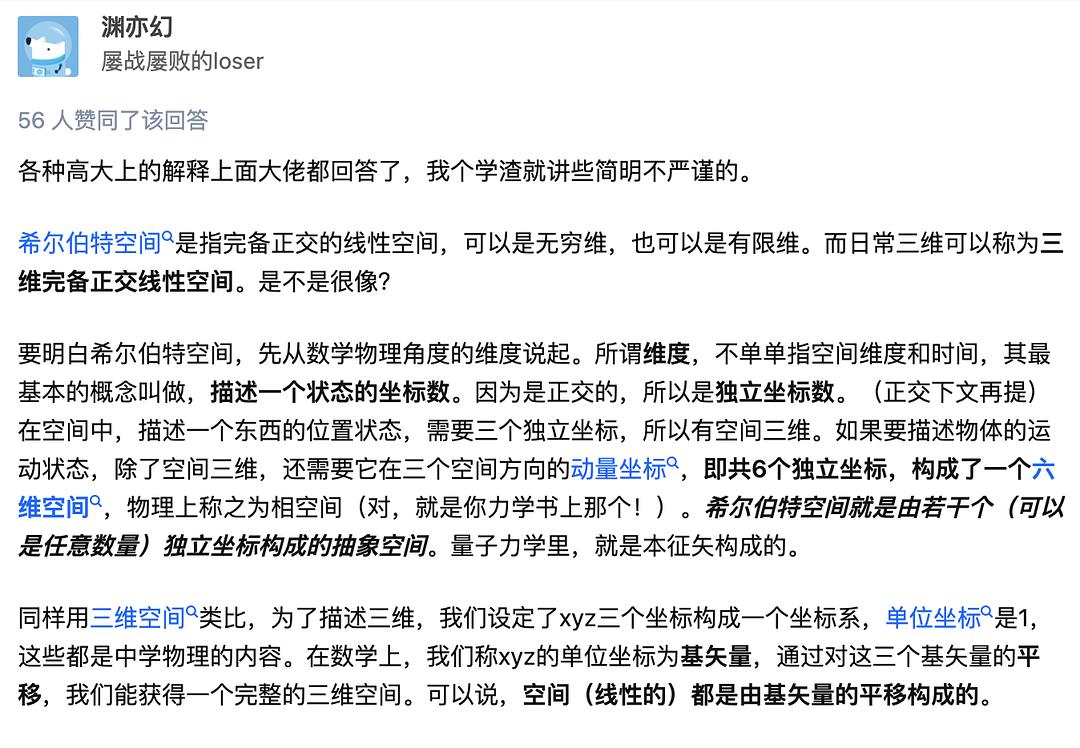 渊亦幻
屡战屡败的loser
56 人赞同了该回答
各种高大上的解释上面大佬都回答了，我个学渣就讲些简明不严谨的。
希尔伯特空间是指完备正交的线性空间，可以是无穷维，也可以是有限维。而日常三维可以称为三
维完备正交线性空间。是不是很像？
要明白希尔伯特空间，先从数学物理角度的维度说起。所谓维度，不单单指空间维度和时间，其最
基本的概念叫做，描述一个状态的坐标数。因为是正交的，所以是独立坐标数。（正交下文再提）
在空间中，描述一个东西的位置状态，需要三个独立坐标，所以有空间三维。如果要描述物体的运
动状态，除了空间三维，还需要它在三个空间方向的动量坐标，即共6个独立坐标，构成了一个六
维空间，物理上称之为相空间（对，就是你力学书上那个！）。希尔伯特空间就是由若干个（可以
是任意数量）独立坐标构成的抽象空间。量子力学里，就是本征矢构成的。
同样用三维空间类比，为了描述三维，我们设定了xyz三个坐标构成一个坐标系，单位坐标是1，
这些都是中学物理的内容。在数学上，我们称xyz的单位坐标为基矢量，通过对这三个基矢量的平
移，我们能获得一个完整的三维空间。可以说，空间（线性的）都是由基矢量的平移构成的。